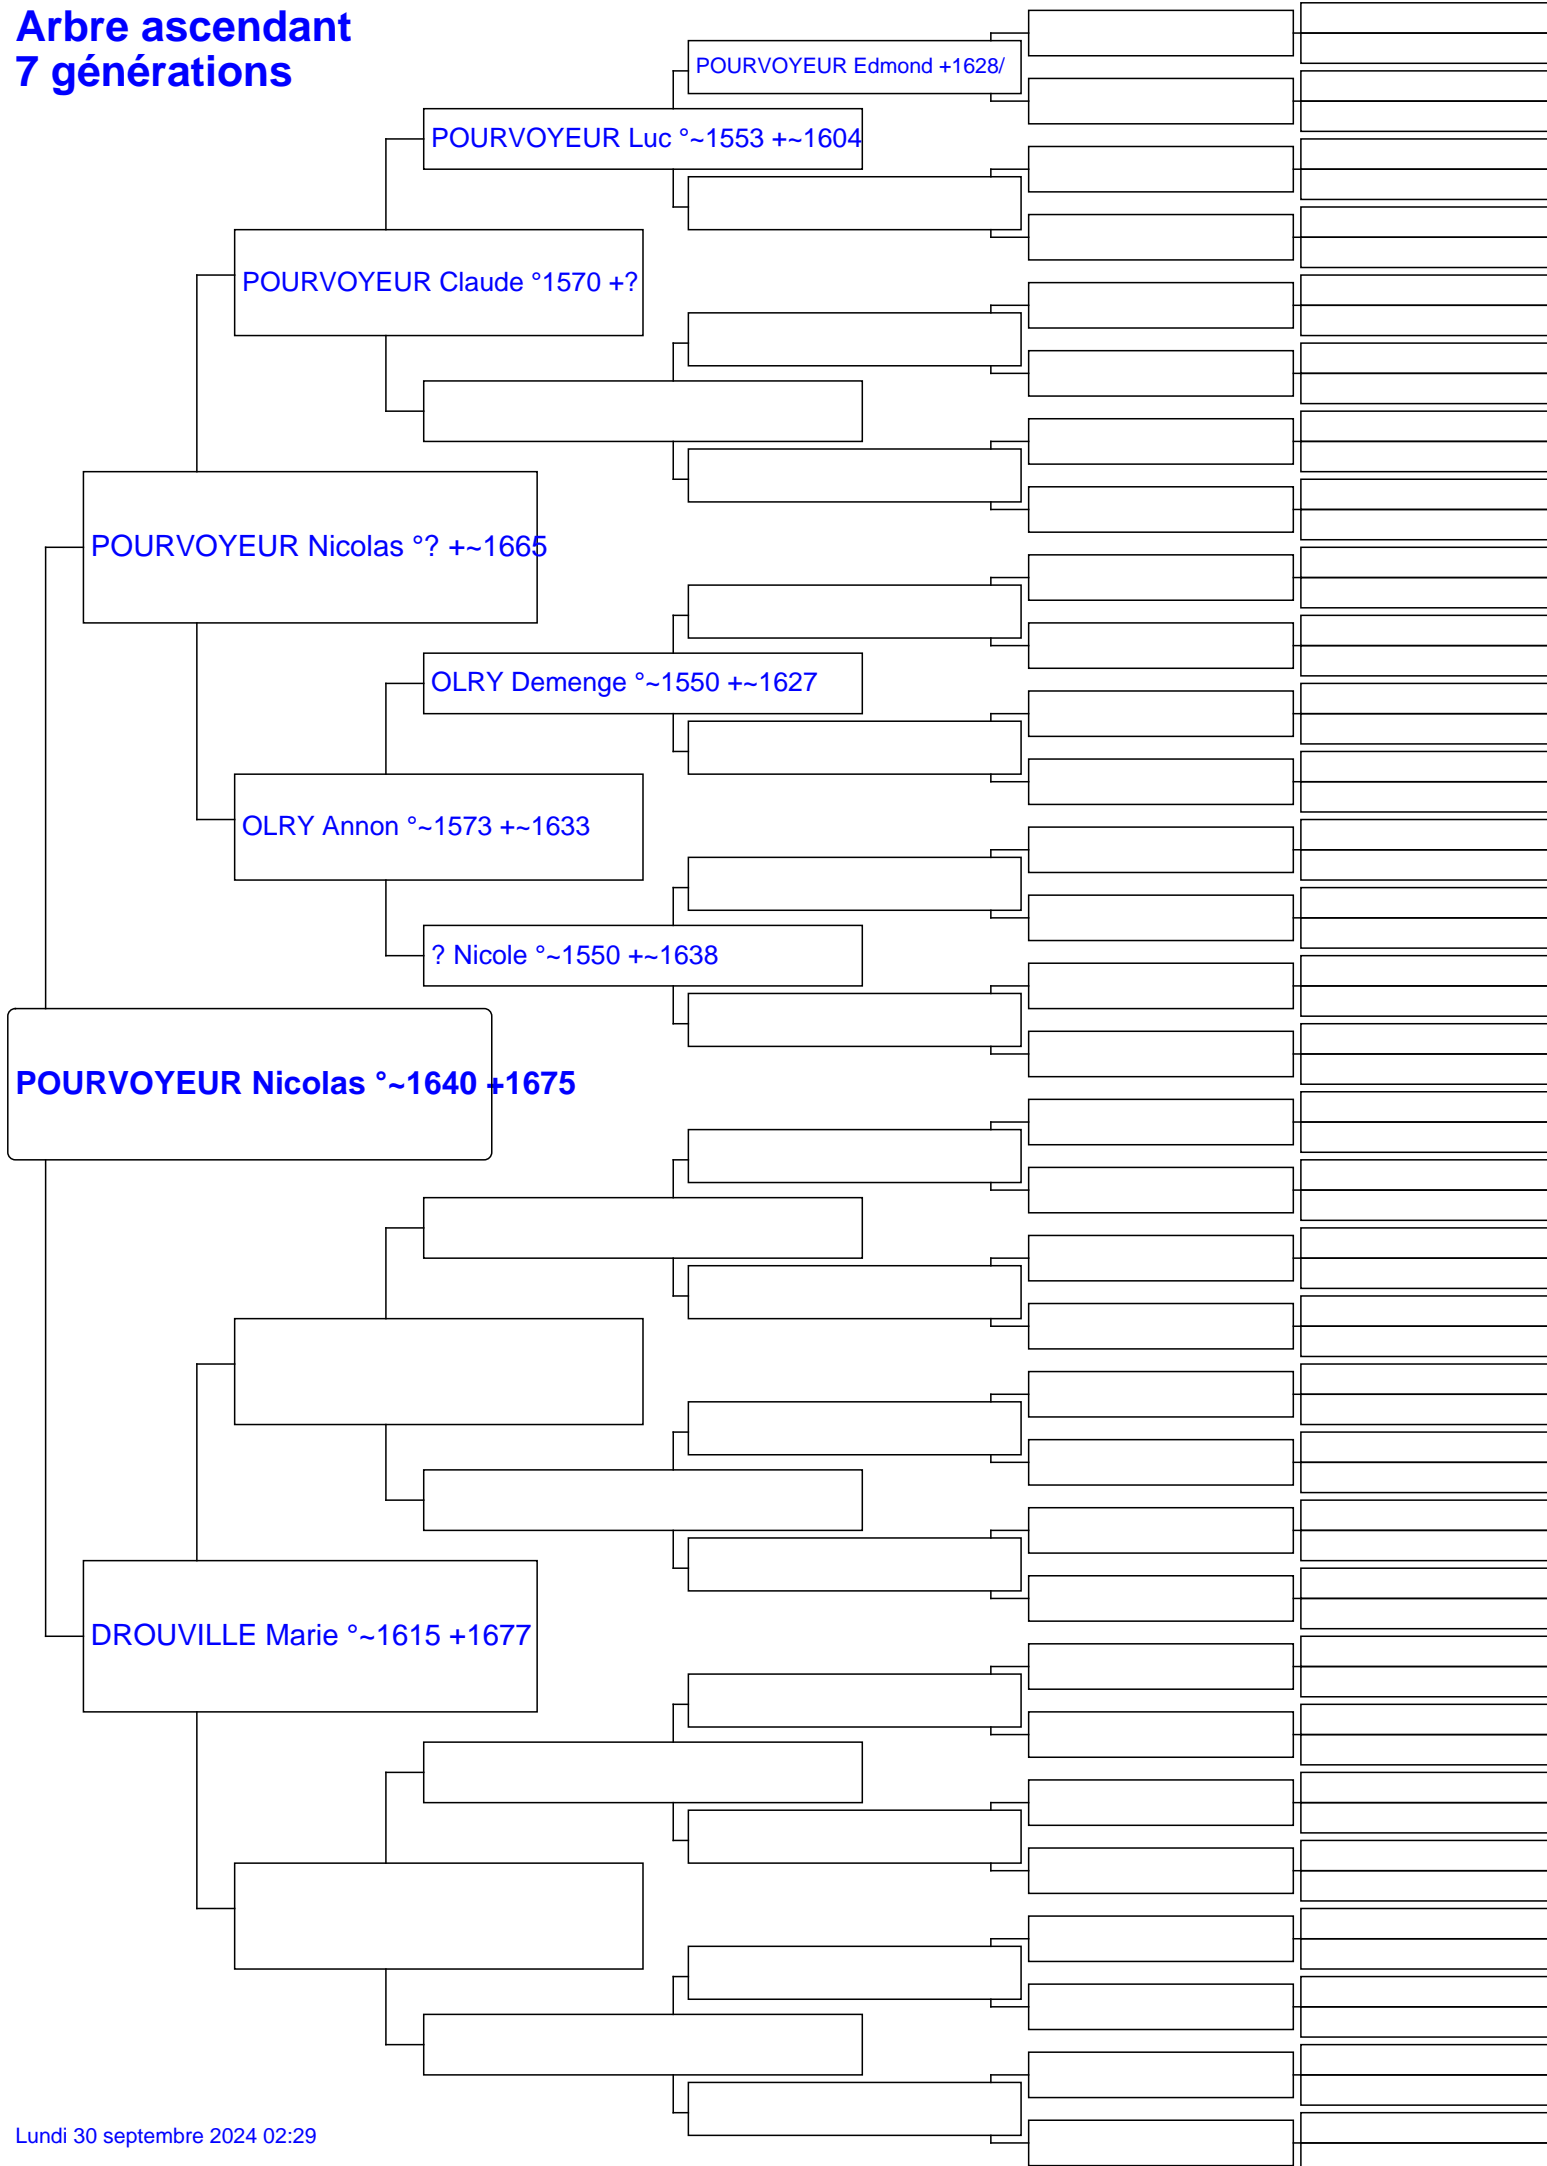 Arbre ascendant
7 générations
POURVOYEUR Edmond +1628/
POURVOYEUR Luc °~1553 +~1604
POURVOYEUR Claude °1570 +?
POURVOYEUR Nicolas °? +~1665
OLRY Demenge °~1550 +~1627
OLRY Annon °~1573 +~1633
? Nicole °~1550 +~1638
POURVOYEUR Nicolas °~1640 +1675
DROUVILLE Marie °~1615 +1677
Lundi 30 septembre 2024 02:29